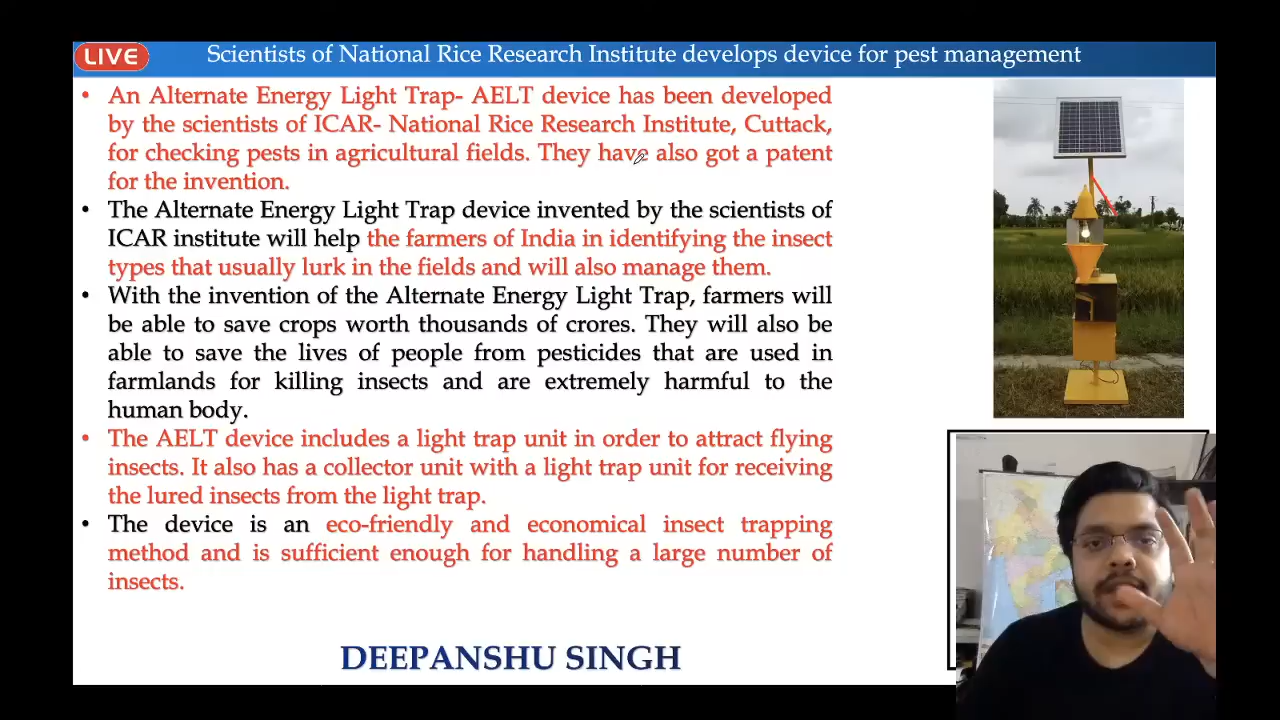 LIVE
Scientists of National Rice Research Institute develops device for pest management
• An Alternate Energy Light Trap- AELT device has been developed
by the scientists of ICAR- National Rice Research Institute, Cuttack,
for checking pests in agricultural fields. They have also got a patent
for the invention.
• The Alternate Energy Light Trap device invented by the scientists of
ICAR institute will help the farmers of India in identifying the insect
types that usually lurk in the fields and will also manage them.
• With the invention of the Alternate Energy Light Trap, farmers will
be able to save crops worth thousands of crores. They will also be
able to save the lives of people from pesticides that are used in
farmlands for killing insects and are extremely harmful to the
human body.
• The AELT device includes a light trap unit in order to attract flying
insects. It also has a collector unit with a light trap unit for receiving
the lured insects from the light trap.
• The device is an eco-friendly and economical insect trapping
method and is sufficient enough for handling a large number of
insects.
DEEPANSHU SINGH